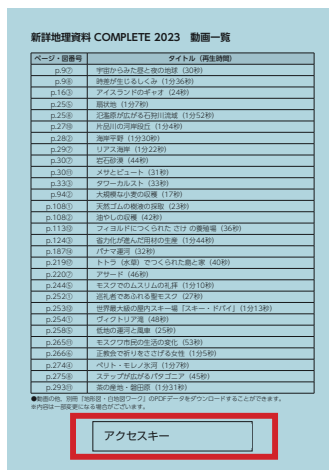 新詳地理資料 COMPLETE 2023 動画一覧
ページ・図番号 タイトル（再生時間）
p.9⑦ 宇宙からみた昼と夜の地球（30秒）
p.9⑧ 時差が生じるしくみ（1分36秒）
p.16③ アイスランドのギャオ（24秒）
p.25⑤ 扇状地（1分7秒）
p.25⑧ 氾濫原が広がる石狩川流域（1分52秒）
p.27⑩ 片品川の河岸段丘（1分4秒）
p.28② 海岸平野（1分30秒）
p.29⑦ リアス海岸（1分22秒）
p.30⑦ 岩石砂漠（44秒）
p.30⑪ メサとビュート（31秒）
p.33③ タワーカルスト（33秒）
p.94② 大規模な小麦の収穫（17秒）
p.108① 天然ゴムの樹液の採取（23秒）
p.108② 油やしの収穫（42秒）
p.113⑩ フィヨルドにつくられた さけ の養殖場（36秒）
p.124③ 省力化が進んだ用材の生産（1分44秒）
p.187⑭ パナマ運河（32秒）
p.219⑰ トトラ（水草）でつくられた島と家（40秒）
p.220⑦ アザード（46秒）
p.244⑤ モスクでのムスリムの礼拝（1分10秒）
p.252① 巡礼者であふれる聖モスク（27秒）
p.253⑩ 世界最大級の屋内スキー場「スキー・ドバイ」（1分13秒）
p.254① ヴィクトリア滝（48秒）
p.258⑤ 低地の運河と風車（25秒）
p.265⑪ モスクワ市民の生活の変化（53秒）
p.266⑥ 正教会で祈りをささげる女性（1分5秒）
p.274④ ペリト・モレノ氷河（1分7秒）
p.275⑧ ステップが広がるパタゴニア（45秒）
p.293⑪ 茶の産地・磐田原（1分31秒）
●動画の他、別冊「地形図・白地図ワーク」のPDFデータをダウンロードすることができます。
※内容は一部変更になる場合がございます。
アクセスキー